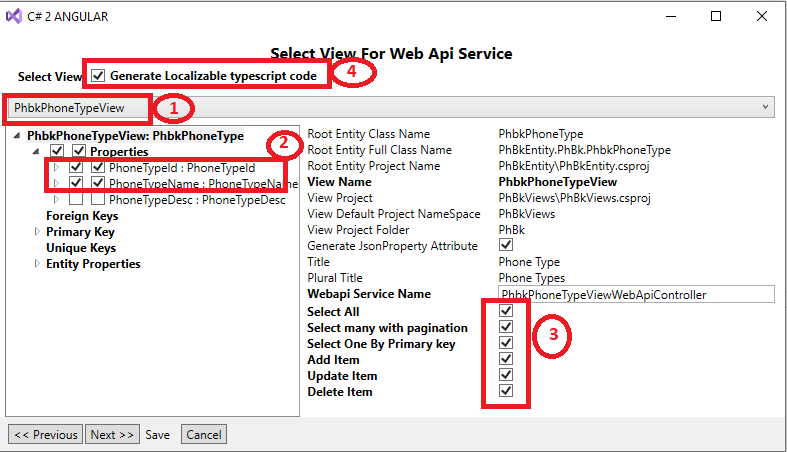 C# 2 ANGULAR
Select View For Web Api Service
Select View Generate Localizable typescript code
4
PhbkPhoneTypeView
1
PhbkPhoneTypeView: PhbkPhoneType
2
Properties
PhoneTypeId : PhoneTypeId
PhoneTypeName : PhoneTypeName
PhoneTypeDesc : PhoneTypeDesc
Foreign Keys
Primary Key
Unique Keys
Entity Properties
Root Entity Class Name PhbkPhoneType
Root Entity Full Class Name PhBkEntity.PhBk.PhbkPhoneType
Root Entity Project Name PhBkEntity\PhBkEntity.csproj
View Name PhbkPhoneTypeView
View Project PhBkViews\PhBkViews.csproj
View Default Project NameSpace PhBkViews
View Project Folder PhBk
Generate JsonProperty Attribute
Title Phone Type
Plural Title Phone Types
Webapi Service Name PhbkPhoneTypeViewWebApiController
Select All
Select many with pagination
3
Select One By Primary key
Add Item
Update Item
Delete Item
<< Previous Next >> Save Cancel